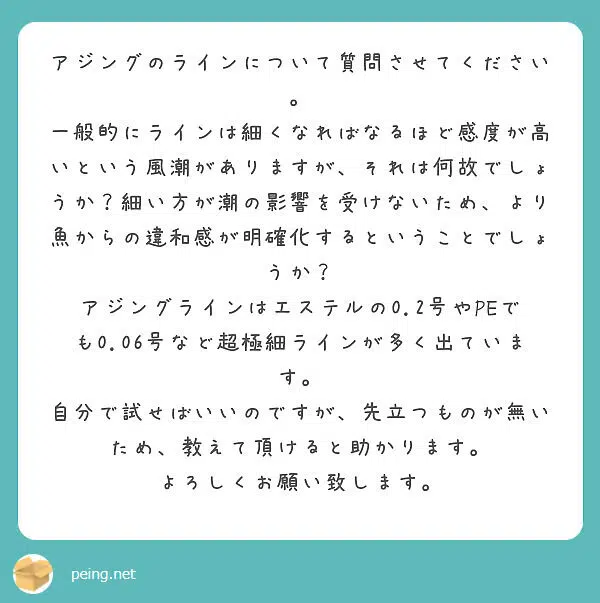 アジングのラインについて質問させてください
。
一般的にラインは細くなればなるほど感度が高
いという風潮がありますが、それは何故でしょ
うか？細い方が潮の影響を受けないため、より
魚からの違和感が明確化するということでしょ
うか？
アジングラインはエステルの0.2号やPEで
も0.06号など超極細ラインが多く出ていま
す。
自分で試せばいいのですが、先立つものが無い
ため、教えて頂けると助かります。
よろしくお願い致します。
peing.net